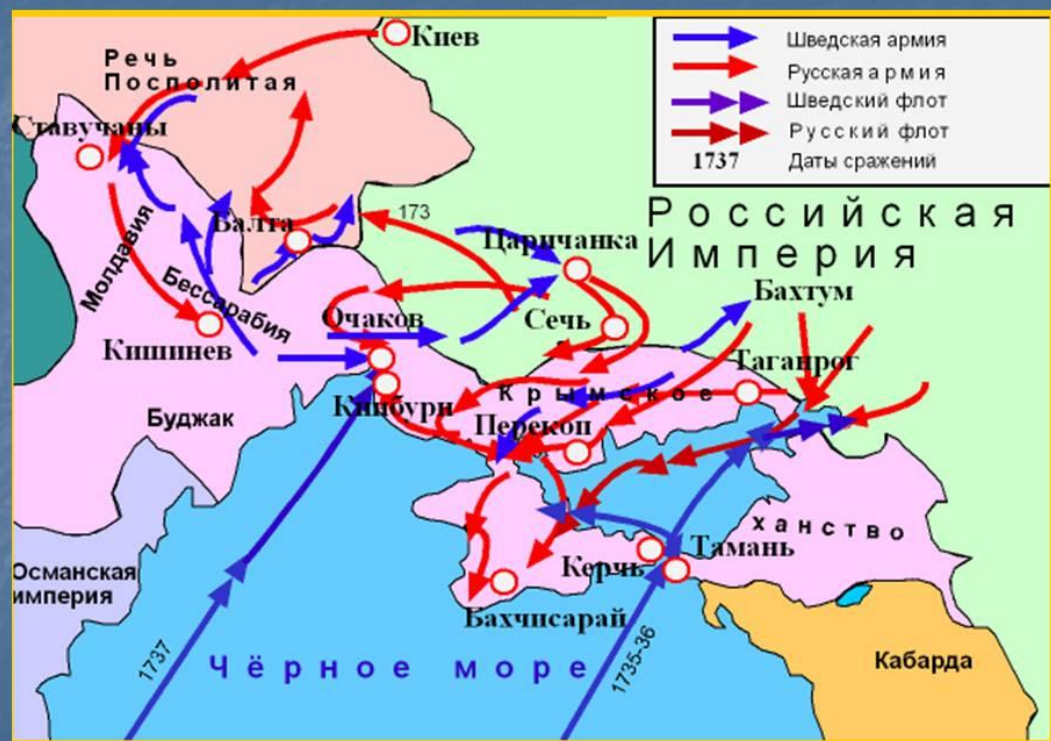 Киев
Речь
Посполитая
Ставучаны
Шведская армия
Русская армия
Шведский флот
Русский флот
1737 Даты сражений
Российская
Империя
173
Царичанка
Балта
Молдавия
Бессарабия
Бахтум
Сечь
Очаков
Кишинев
Таганрог
Крымское
Кинбурн
Перекоп
Буджак
ханство
Тамань
Керчь
Османская
империя
Бахчисарай
1737
1735-36
Чёрное море
Кабарда